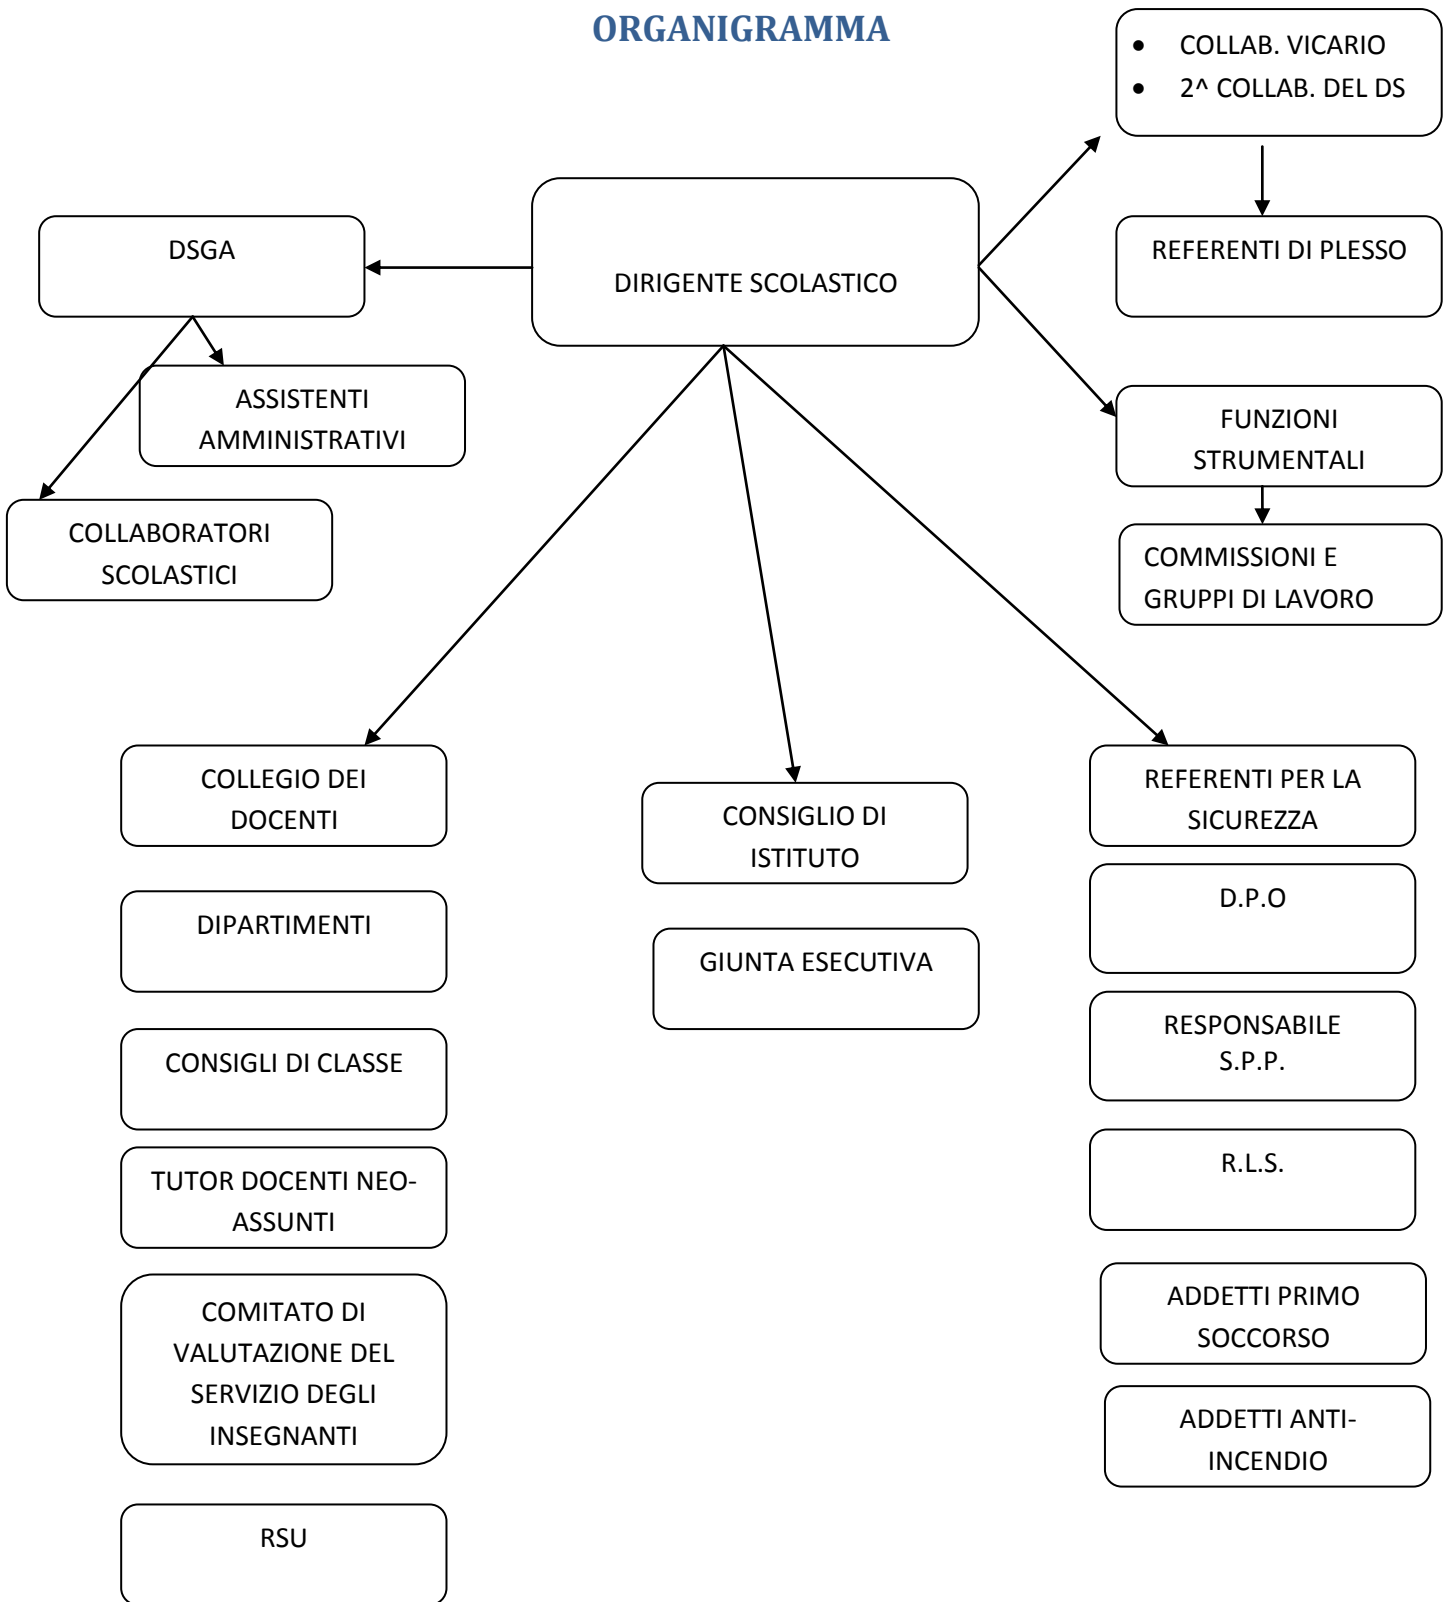 ORGANIGRAMMA
• COLLAB. VICARIO
• 2^ COLLAB. DEL DS
DSGA
DIRIGENTE SCOLASTICO
REFERENTI DI PLESSO
ASSISTENTI
AMMINISTRATIVI
FUNZIONI
STRUMENTALI
COLLABORATORI
SCOLASTICI
COMMISSIONI E
GRUPPI DI LAVORO
COLLEGIO DEI
DOCENTI
CONSIGLIO DI
ISTITUTO
REFERENTI PER LA
SICUREZZA
DIPARTIMENTI
GIUNTA ESECUTIVA
D.P.O
CONSIGLI DI CLASSE
RESPONSABILE
S.P.P.
TUTOR DOCENTI NEO-
ASSUNTI
R.L.S.
COMITATO DI
VALUTAZIONE DEL
SERVIZIO DEGLI
INSEGNANTI
ADDETTI PRIMO
SOCCORSO
ADDETTI ANTI-
INCENDIO
RSU